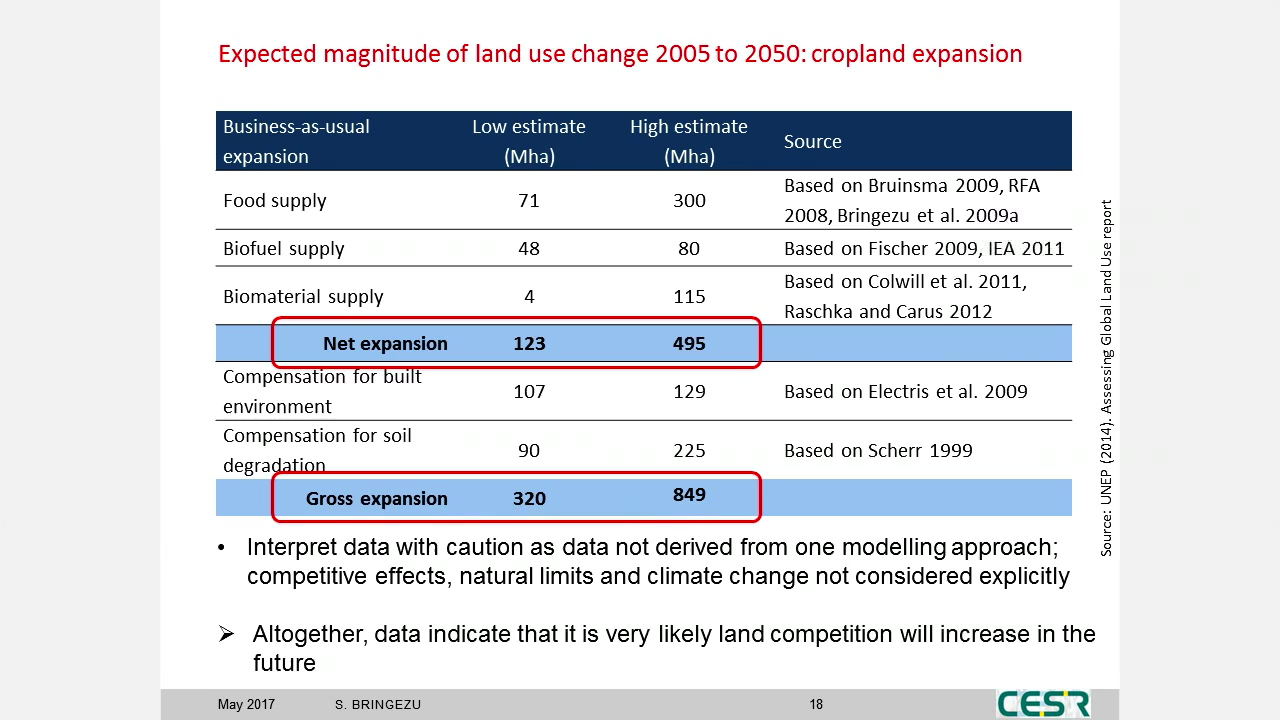 Expected magnitude of land use change 2005 to 2050: cropland expansion
Business-as-usual expansion Low estimate (Mha) High estimate (Mha) Source
Food supply 71 300 Based on Bruinsma 2009, RFA 2008, Bringezu et al. 2009a
Biofuel supply 48 80 Based on Fischer 2009, IEA 2011
Biomaterial supply 4 115 Based on Colwill et al. 2011, Raschka and Carus 2012
Net expansion 123 495
Compensation for built environment 107 129 Based on Electris et al. 2009
Compensation for soil degradation 90 225 Based on Scherr 1999
Gross expansion 320 849
Source: UNEP (2014). Assessing Global Land Use report
• Interpret data with caution as data not derived from one modelling approach;
competitive effects, natural limits and climate change not considered explicitly
➢ Altogether, data indicate that it is very likely land competition will increase in the
future
May 2017 S. BRINGEZU 18 CESR